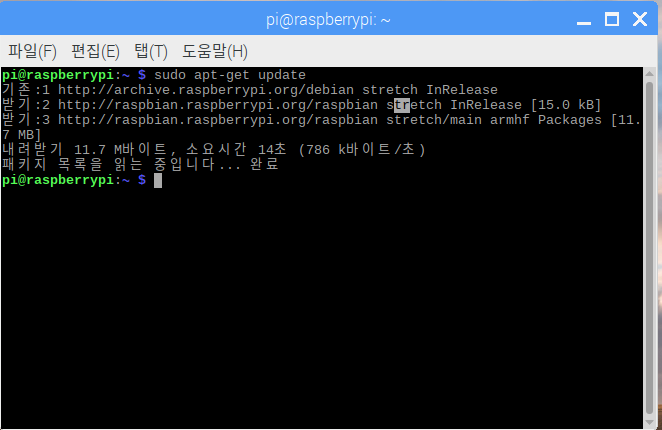 pi@raspberrypi: ~
파일(F) 편집(E) 탭(T) 도움말(H)
pi@raspberrypi:~ $ sudo apt-get update
기존:1 http://archive.raspberrypi.org/debian stretch InRelease
받기:2 http://raspbian.raspberrypi.org/raspbian stretch InRelease [15.0 kB]
받기:3 http://raspbian.raspberrypi.org/raspbian stretch/main armhf Packages [11.
7 MB]
내려받기 11.7 M바이트, 소요시간 14초 (786 k바이트/초)
패키지 목록을 읽는 중입니다... 완료
pi@raspberrypi:~ $